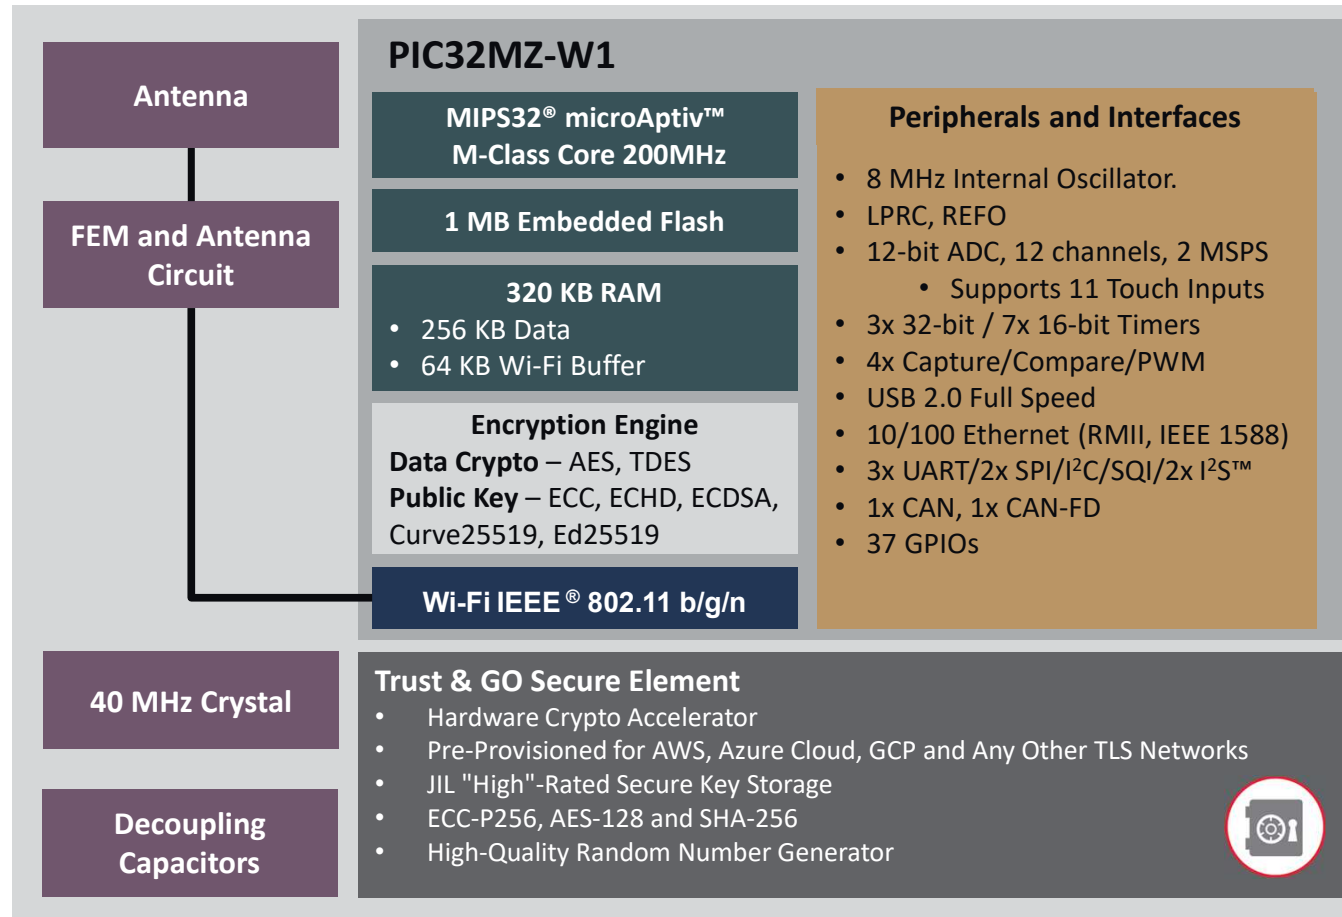 Antenna
FEM and Antenna
Circuit
40 MHz Crystal
Decoupling
Capacitors
PIC32MZ-W1
MIPS32® microAptiv™
M-Class Core 200MHz
1 MB Embedded Flash
320 KB RAM
• 256 KB Data
• 64 KB Wi-Fi Buffer
Encryption Engine
Data Crypto – AES, TDES
Public Key – ECC, ECHD, ECDSA,
Curve25519, Ed25519
Wi-Fi IEEE® 802.11 b/g/n
Peripherals and Interfaces
• 8 MHz Internal Oscillator.
• LPRC, REFO
• 12-bit ADC, 12 channels, 2 MSPS
• Supports 11 Touch Inputs
• 3x 32-bit / 7x 16-bit Timers
• 4x Capture/Compare/PWM
• USB 2.0 Full Speed
• 10/100 Ethernet (RMII, IEEE 1588)
• 3x UART/2x SPI/I²C/SQI/2x I²S™
• 1x CAN, 1x CAN-FD
• 37 GPIOs
Trust & GO Secure Element
• Hardware Crypto Accelerator
• Pre-Provisioned for AWS, Azure Cloud, GCP and Any Other TLS Networks
• JIL "High"-Rated Secure Key Storage
• ECC-P256, AES-128 and SHA-256
• High-Quality Random Number Generator